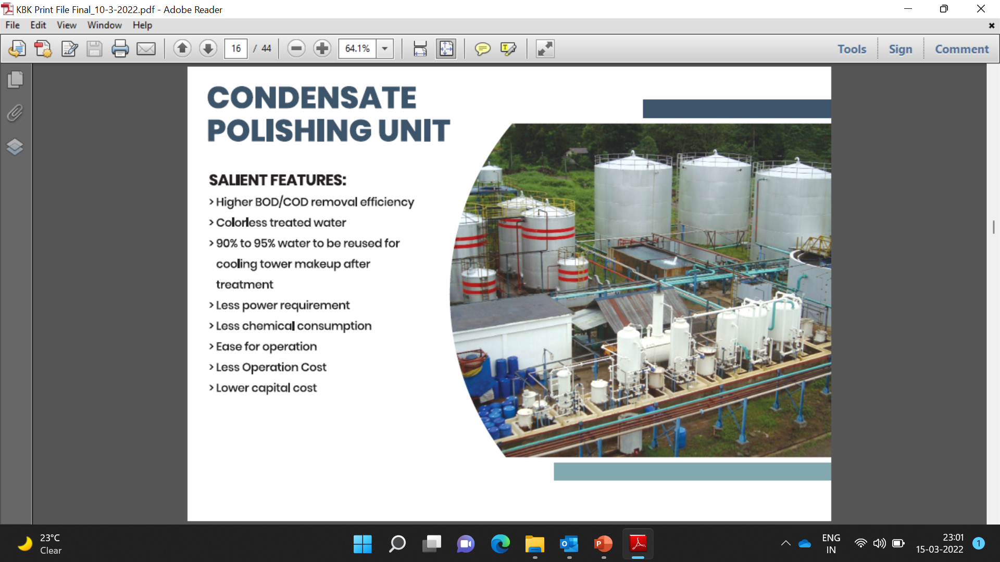 KBK Print File Final_10-3-2022.pdf - Adobe Reader
File Edit View Window Help
16 / 44 64.1% Tools Sign Comment
CONDENSATE
POLISHING UNIT
SALIENT FEATURES:
> Higher BOD/COD removal efficiency
> Colorless treated water
> 90% to 95% water to be reused for
cooling tower makeup after
treatment
> Less power requirement
> Less chemical consumption
> Ease for operation
> Less Operation Cost
> Lower capital cost
23°C
Clear
ENG
IN
23:01
15-03-2022
1